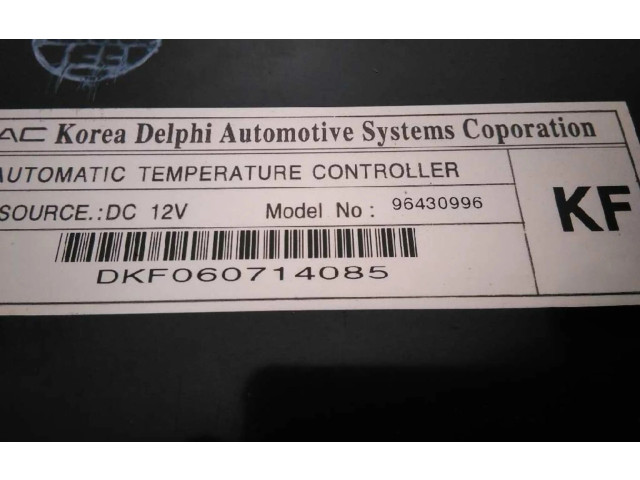 AC Korea Delphi Automotive Systems Coporation
AUTOMATIC TEMPERATURE CONTROLLER
SOURCE.:DC 12V Model No : 96430996
KF
DKF060714085